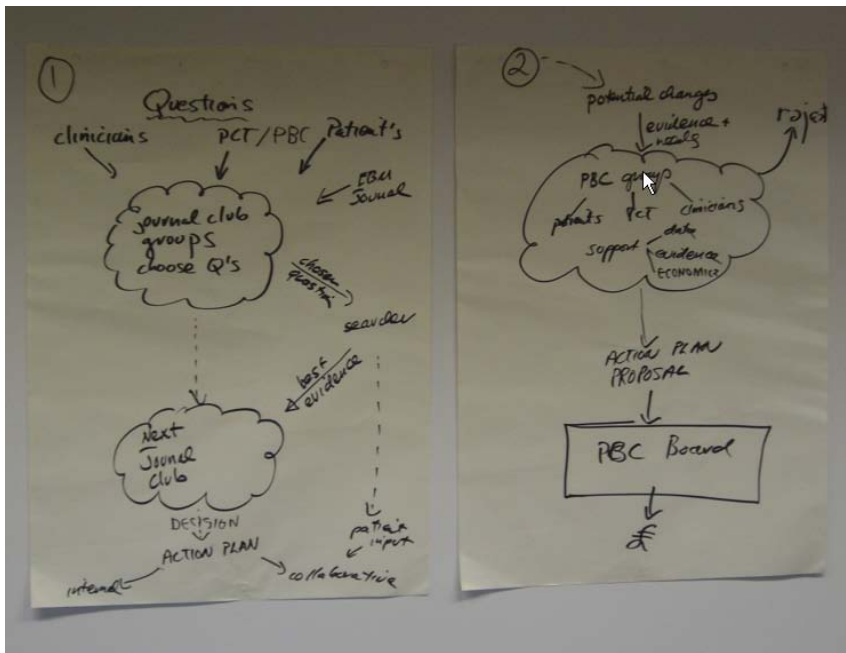 1
Questions
clinicians
PCT/PBC
Patient's
EBM
Journal
journal club
groups
choose Q's
chosen
question
searcher
best
evidence
Next
Journal
club
DECISION
ACTION PLAN
patient
input
internal
collaborative
2
potential changes
evidence +
needs
reject
PBC group
patients
PCT
clinicians
data
support
evidence
ECONOMICS
ACTION PLAN
PROPOSAL
PBC Board
£